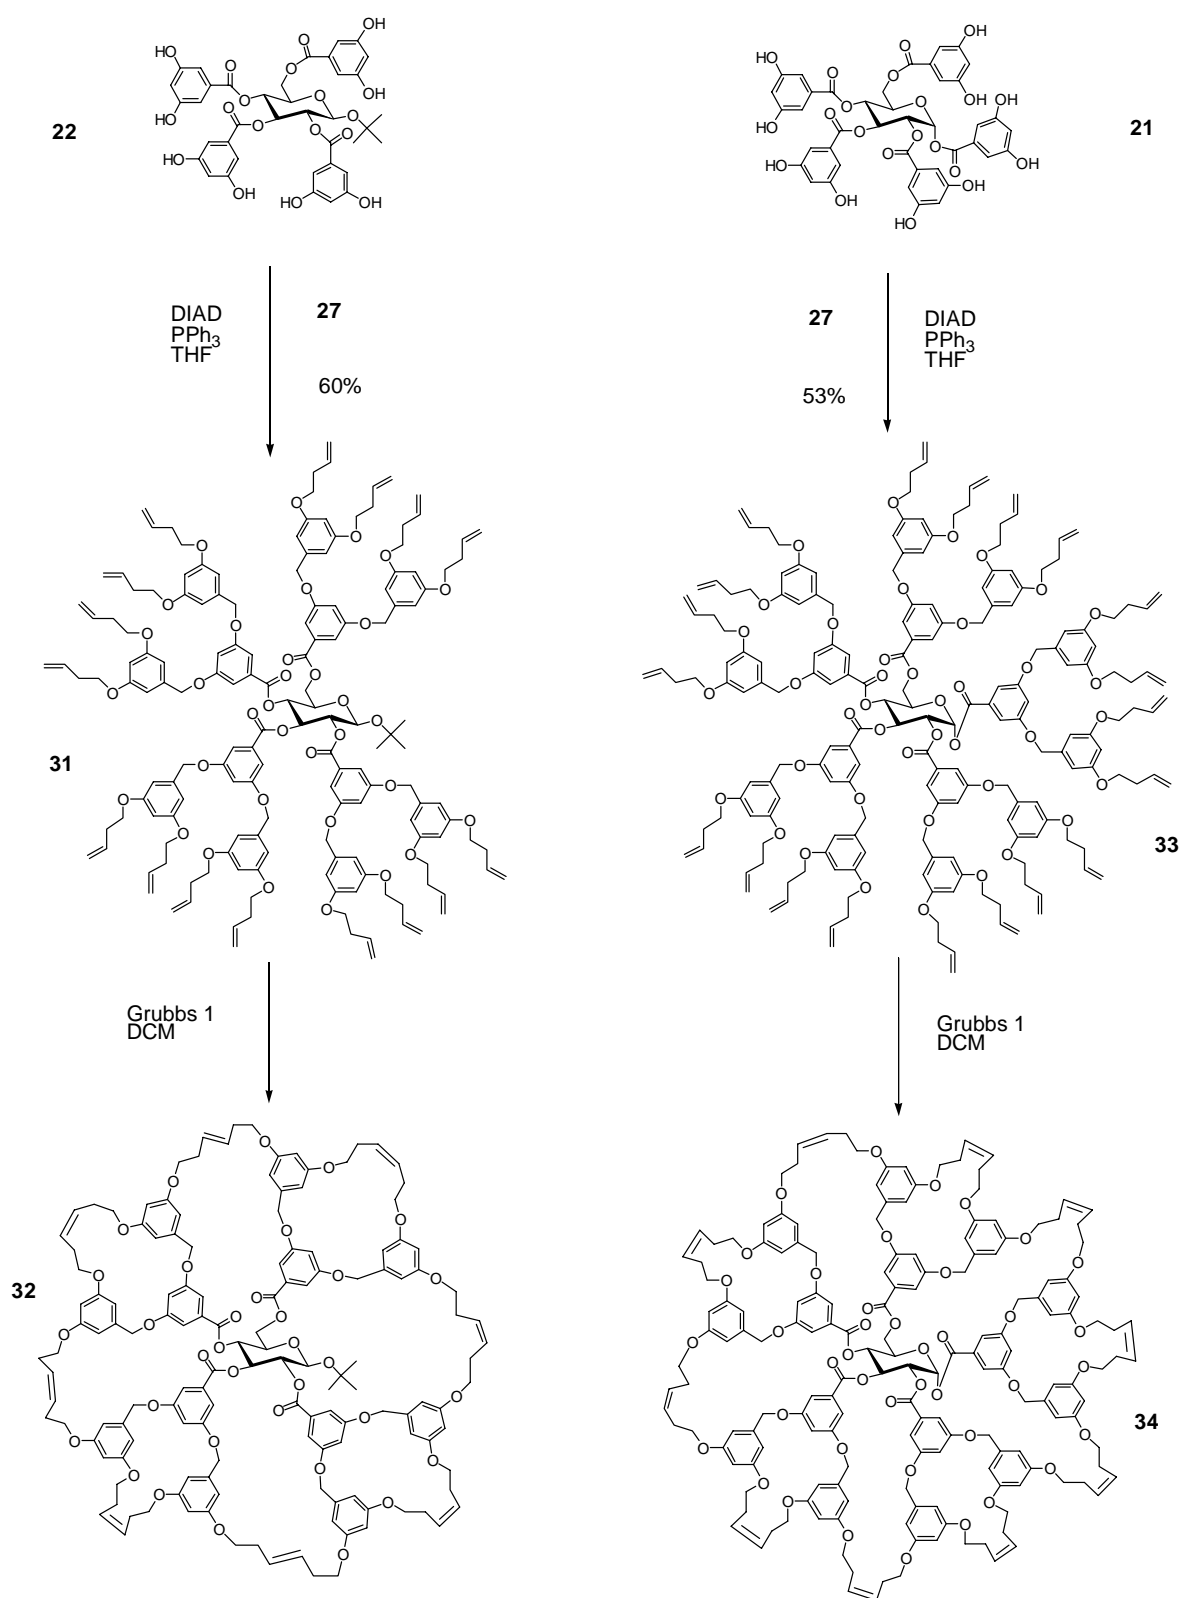 22
21
DIAD
PPh3
THF
27
60%
27
DIAD
PPh3
THF
53%
31
33
Grubbs 1
DCM
Grubbs 1
DCM
32
34